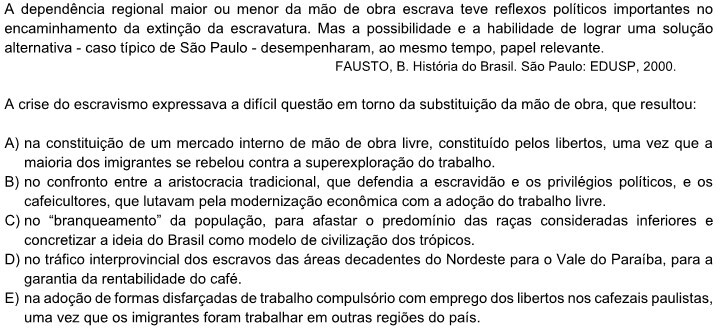 A dependência regional maior ou menor da mão de obra escrava teve reflexos políticos importantes no
encaminhamento da extinção da escravatura. Mas a possibilidade e a habilidade de lograr uma solução
alternativa - caso típico de São Paulo - desempenharam, ao mesmo tempo, papel relevante.
FAUSTO, B. História do Brasil. São Paulo: EDUSP, 2000.
A crise do escravismo expressava a difícil questão em torno da substituição da mão de obra, que resultou:
A) na constituição de um mercado interno de mão de obra livre, constituído pelos libertos, uma vez que a
maioria dos imigrantes se rebelou contra a superexploração do trabalho.
B) no confronto entre a aristocracia tradicional, que defendia a escravidão e os privilégios políticos, e os
cafeicultores, que lutavam pela modernização econômica com a adoção do trabalho livre.
C) no “branqueamento” da população, para afastar o predomínio das raças consideradas inferiores e
concretizar a ideia do Brasil como modelo de civilização dos trópicos.
D) no tráfico interprovincial dos escravos das áreas decadentes do Nordeste para o Vale do Paraíba, para a
garantia da rentabilidade do café.
E) na adoção de formas disfarçadas de trabalho compulsório com emprego dos libertos nos cafezais paulistas,
uma vez que os imigrantes foram trabalhar em outras regiões do país.